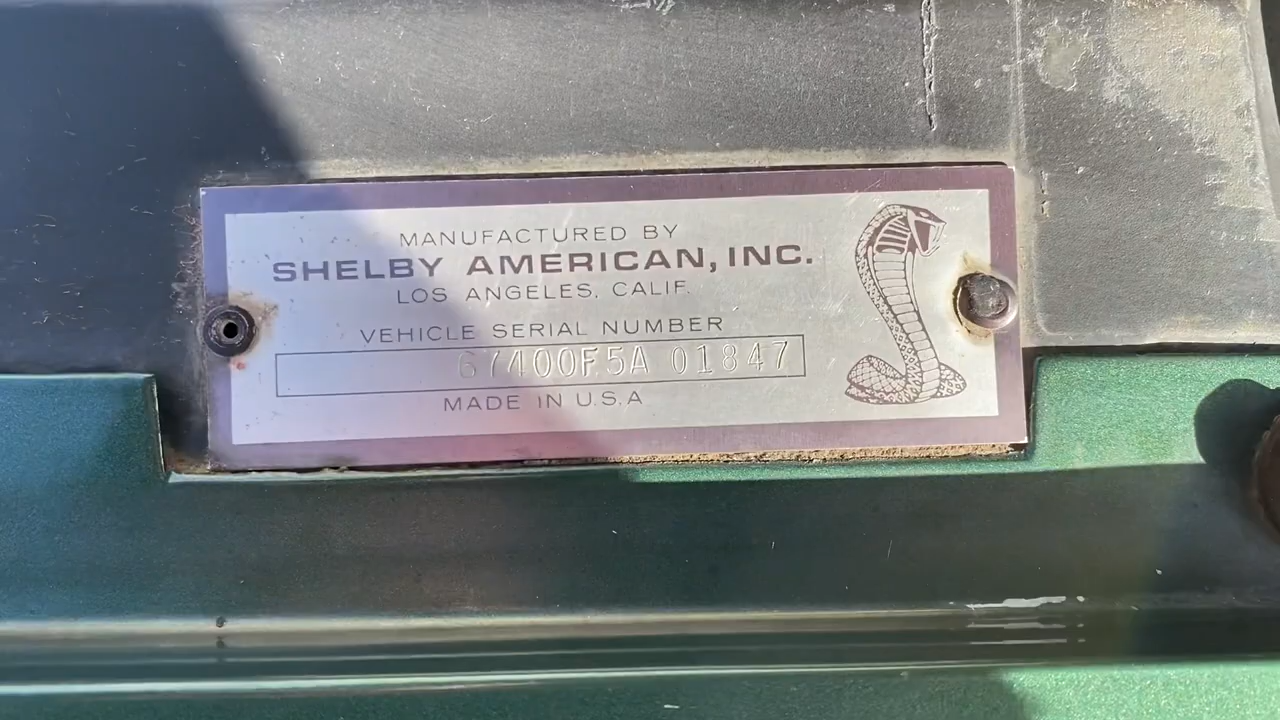 MANUFACTURED BY
SHELBY AMERICAN, INC.
LOS ANGELES, CALIF.
VEHICLE SERIAL NUMBER
67400F5A 01847
MADE IN U.S.A